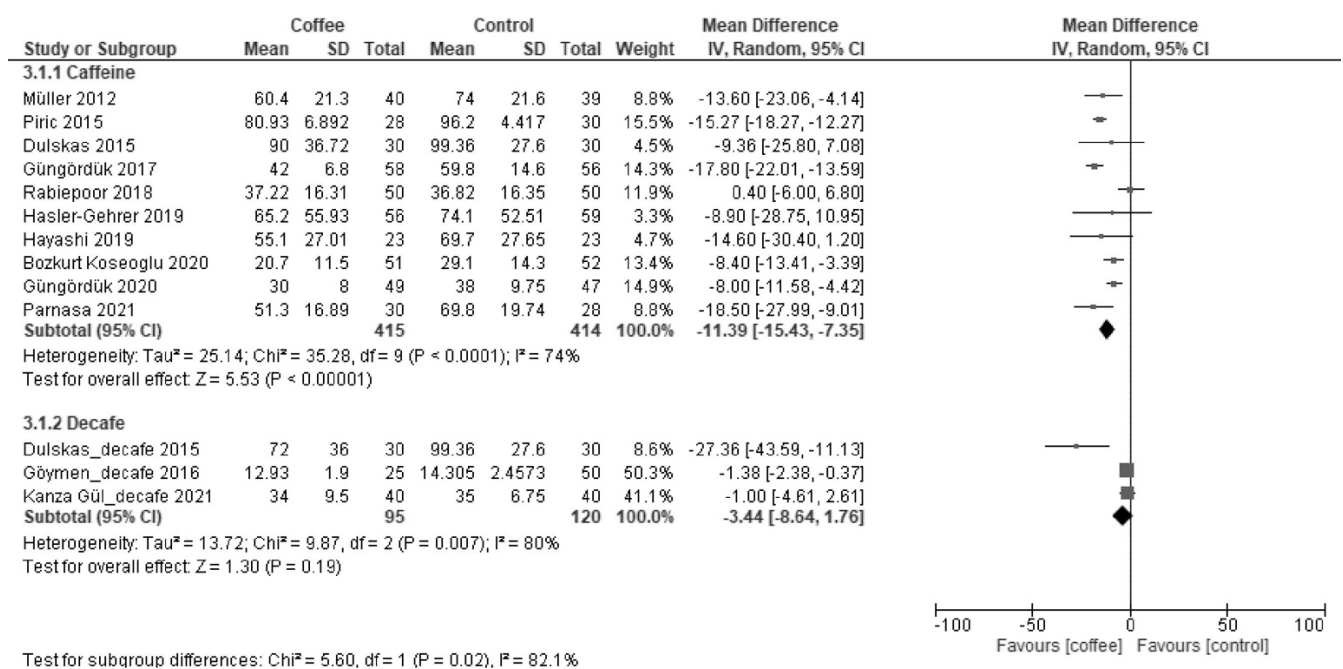 Coffee Control Mean Difference Mean Difference
Study or Subgroup Mean SD Total Mean SD Total Weight IV, Random, 95% CI IV, Random, 95% CI
3.1.1 Caffeine
Müller 2012 60.4 21.3 40 74 21.6 39 8.8% -13.60 [-23.06, -4.14]
Piric 2015 80.93 6.892 28 96.2 4.417 30 15.5% -15.27 [-18.27, -12.27]
Dulskas 2015 90 36.72 30 99.36 27.6 30 4.5% -9.36 [-25.80, 7.08]
Güngördük 2017 42 6.8 58 59.8 14.6 56 14.3% -17.80 [-22.01, -13.59]
Rabiepoor 2018 37.22 16.31 50 36.82 16.35 50 11.9% 0.40 [-6.00, 6.80]
Hasler-Gehrer 2019 65.2 55.93 56 74.1 52.51 59 3.3% -8.90 [-28.75, 10.95]
Hayashi 2019 55.1 27.01 23 69.7 27.65 23 4.7% -14.60 [-30.40, 1.20]
Bozkurt Koseoglu 2020 20.7 11.5 51 29.1 14.3 52 13.4% -8.40 [-13.41, -3.39]
Güngördük 2020 30 8 49 38 9.75 47 14.9% -8.00 [-11.58, -4.42]
Parnasa 2021 51.3 16.89 30 69.8 19.74 28 8.8% -18.50 [-27.99, -9.01]
Subtotal (95% CI) 415 414 100.0% -11.39 [-15.43, -7.35]
Heterogeneity: Tau² = 25.14; Chi² = 35.28, df = 9 (P < 0.0001); I² = 74%
Test for overall effect: Z = 5.53 (P < 0.00001)
3.1.2 Decafe
Dulskas_decafe 2015 72 36 30 99.36 27.6 30 8.6% -27.36 [-43.59, -11.13]
Göymen_decafe 2016 12.93 1.9 25 14.305 2.4573 50 50.3% -1.38 [-2.38, -0.37]
Kanza Gül_decafe 2021 34 9.5 40 35 6.75 40 41.1% -1.00 [-4.61, 2.61]
Subtotal (95% CI) 95 120 100.0% -3.44 [-8.64, 1.76]
Heterogeneity: Tau² = 13.72; Chi² = 9.87, df = 2 (P = 0.007); I² = 80%
Test for overall effect: Z = 1.30 (P = 0.19)
-100 -50 0 50 100
Favours [coffee] Favours [control]
Test for subgroup differences: Chi² = 5.60, df = 1 (P = 0.02), I² = 82.1%